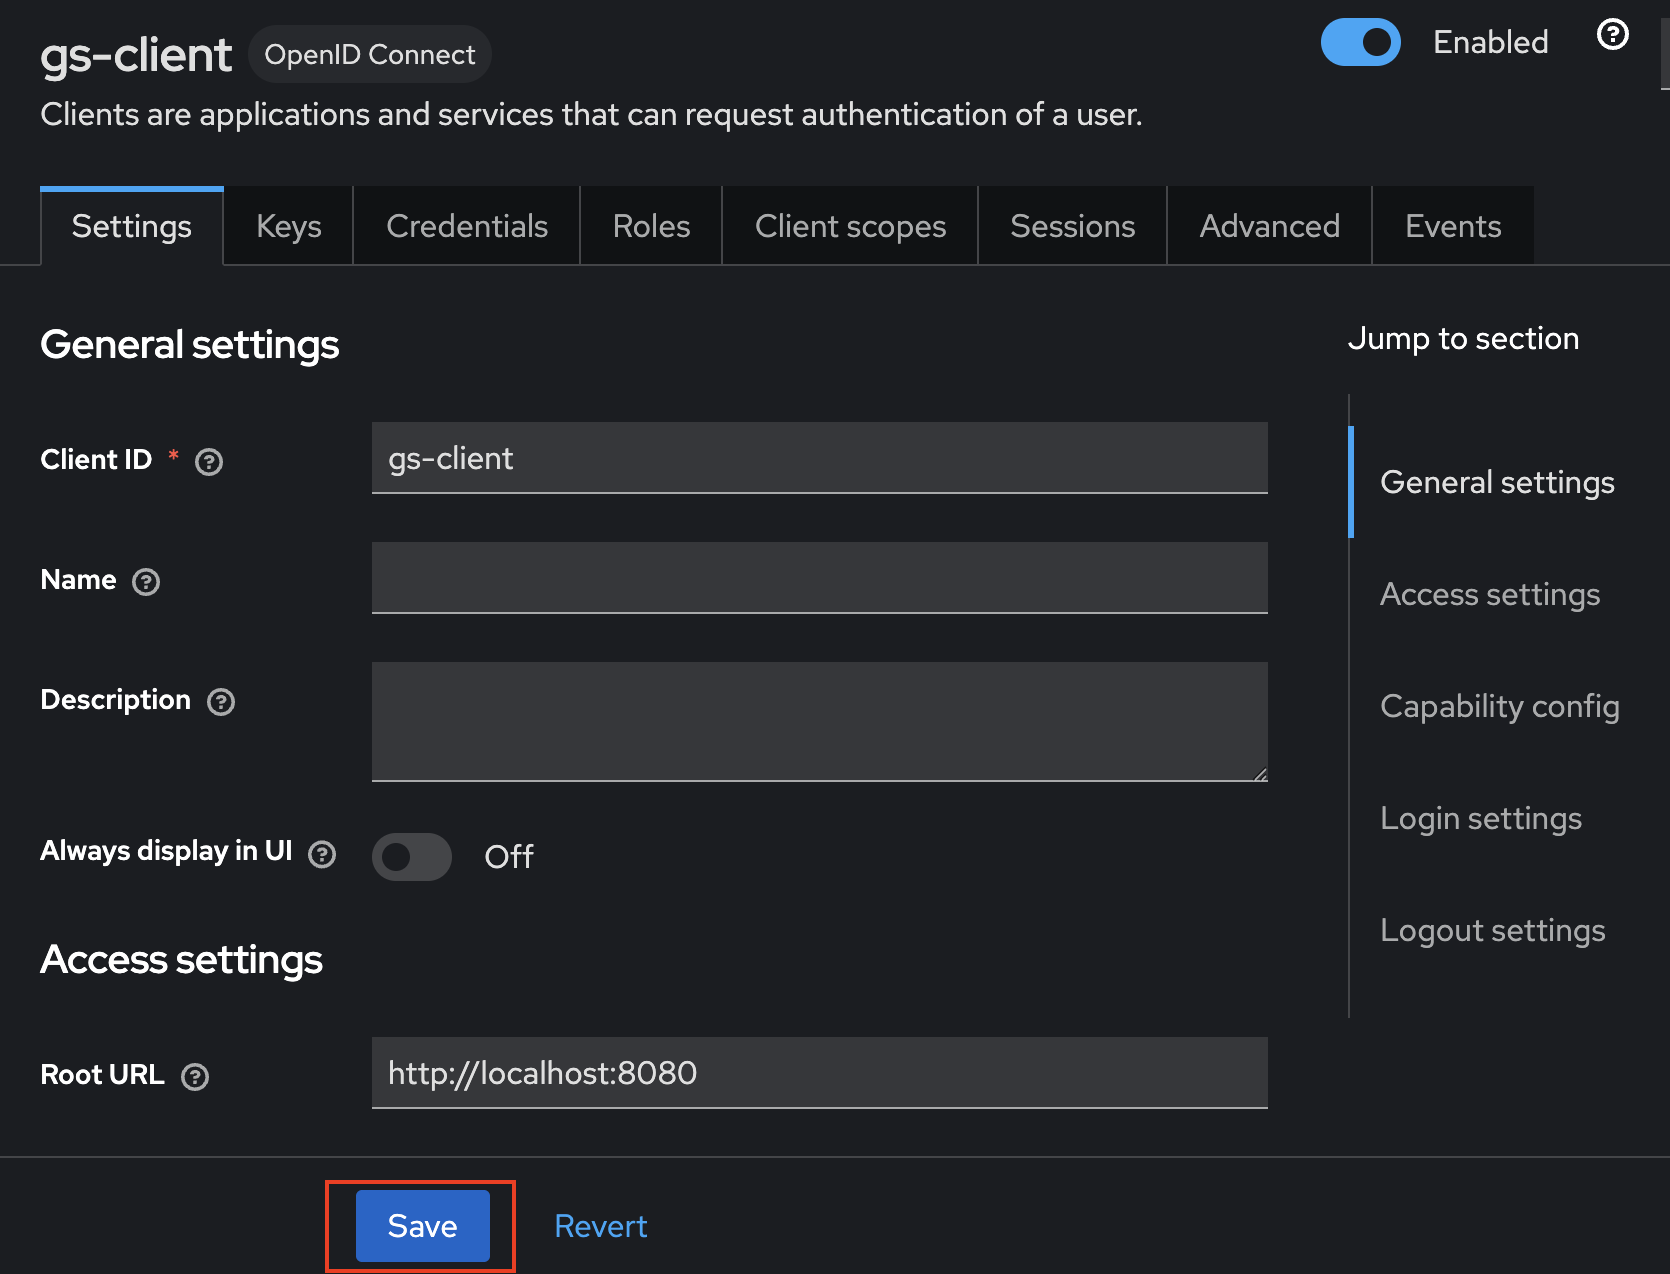 gs-client OpenID Connect Enabled
Clients are applications and services that can request authentication of a user.
Settings Keys Credentials Roles Client scopes Sessions Advanced Events
General settings
Client ID * gs-client
Name
Description
Always display in UI Off
Access settings
Root URL http://localhost:8080
Jump to section
General settings
Access settings
Capability config
Login settings
Logout settings
Save Revert